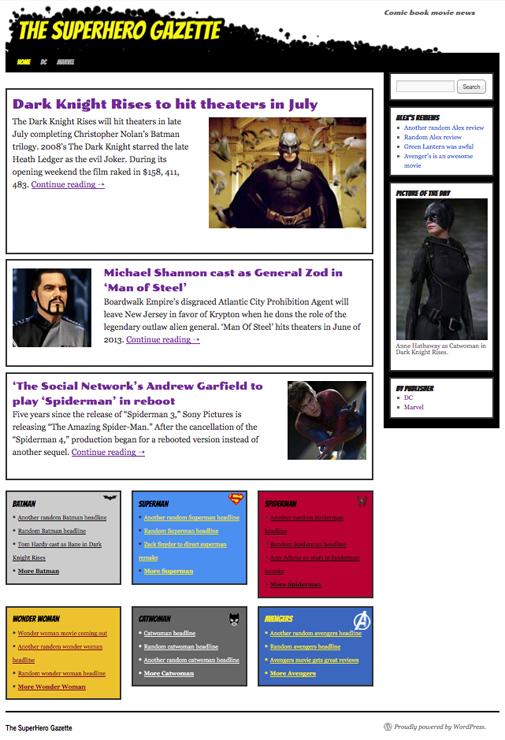 Comic book movie news
THE SUPERHERO GAZETTE
HOME DC MARVEL
Search
Dark Knight Rises to hit theaters in July
The Dark Knight Rises will hit theaters in late
July completing Christopher Nolan's Batman
trilogy. 2008's The Dark Knight starred the late
Heath Ledger as the evil Joker. During its
opening weekend the film raked in $158, 411,
483. Continue reading →
Michael Shannon cast as General Zod in
‘Man of Steel’
Boardwalk Empire's disgraced Atlantic City Prohibition Agent will
leave New Jersey in favor of Krypton when he dons the role of the
legendary outlaw alien general. ‘Man Of Steel’ hits theaters in June of
2013. Continue reading →
‘The Social Network's Andrew Garfield to
play ‘Spiderman’ in reboot
Five years since the release of “Spiderman 3,” Sony Pictures is
releasing “The Amazing Spider-Man.” After the cancellation of the
“Spiderman 4,” production began for a rebooted version instead of
another sequel. Continue reading →
ALEX'S REVIEWS
Another random Alex review
Random Alex review
Green Lantern was awful
Avenger's is an awesome
movie
PICTURE OF THE DAY
Anne Hathaway as Catwoman in
Dark Knight Rises.
BY PUBLISHER
DC
Marvel
BATMAN
Another random Batman headline
Random Batman headline
Tom Hardy cast as Bane in Dark
Knight Rises
More Batman
SUPERMAN
Another random Superman headline
Random Superman headline
Zack Snyder to direct superman
remake
More Superman
SPIDERMAN
Another random Spiderman
headline
Random Spiderman headline
remake
More Spiderman
WONDER WOMAN
Wonder woman movie coming out
Another random wonder woman
headline
Random wonder woman headline
More Wonder Woman
CATWOMAN
Catwoman headline
Random catwoman headline
Another random catwoman headline
More Catwoman
AVENGERS
Another random avengers headline
Random avengers headline
Avengers movie gets great reviews
More Avengers
The SuperHero Gazette
Proudly powered by WordPress.